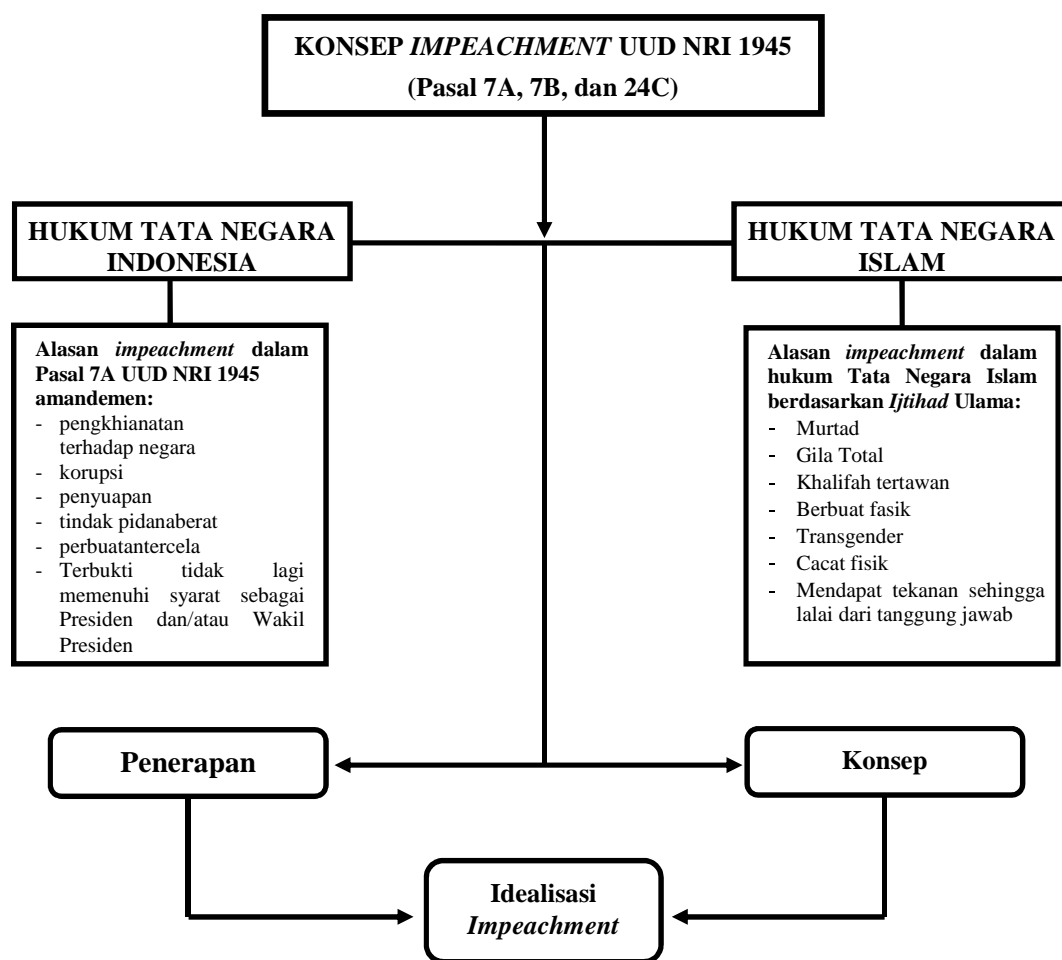 KONSEP IMPEACHMENT UUD NRI 1945
(Pasal 7A, 7B, dan 24C)
HUKUM TATA NEGARA
INDONESIA
HUKUM TATA NEGARA
ISLAM
Alasan impeachment dalam
Pasal 7A UUD NRI 1945
amandemen:
- pengkhianatan
terhadap negara
- korupsi
- penyuapan
- tindak pidanaberat
- perbuatantercela
- Terbukti tidak lagi
memenuhi syarat sebagai
Presiden dan/atau Wakil
Presiden
Alasan impeachment dalam
hukum Tata Negara Islam
berdasarkan Ijtihad Ulama:
- Murtad
- Gila Total
- Khalifah tertawan
- Berbuat fasik
- Transgender
- Cacat fisik
- Mendapat tekanan sehingga
lalai dari tanggung jawab
Penerapan
Konsep
Idealisasi
Impeachment